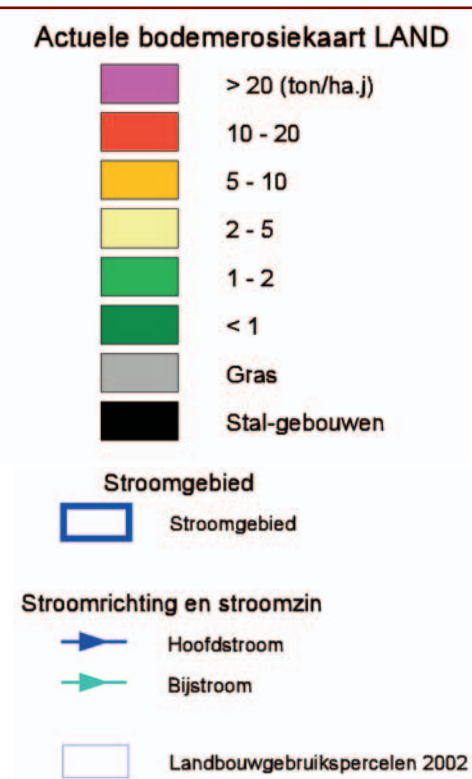 Actuele bodemerosiekaart LAND
> 20 (ton/ha.j)
10 - 20
5 - 10
2 - 5
1 - 2
< 1
Gras
Stal-gebouwen
Stroomgebied
Stroomgebied
Stroomrichting en stroomzin
Hoofdstroom
Bijstroom
Landbouwgebruikspercelen 2002